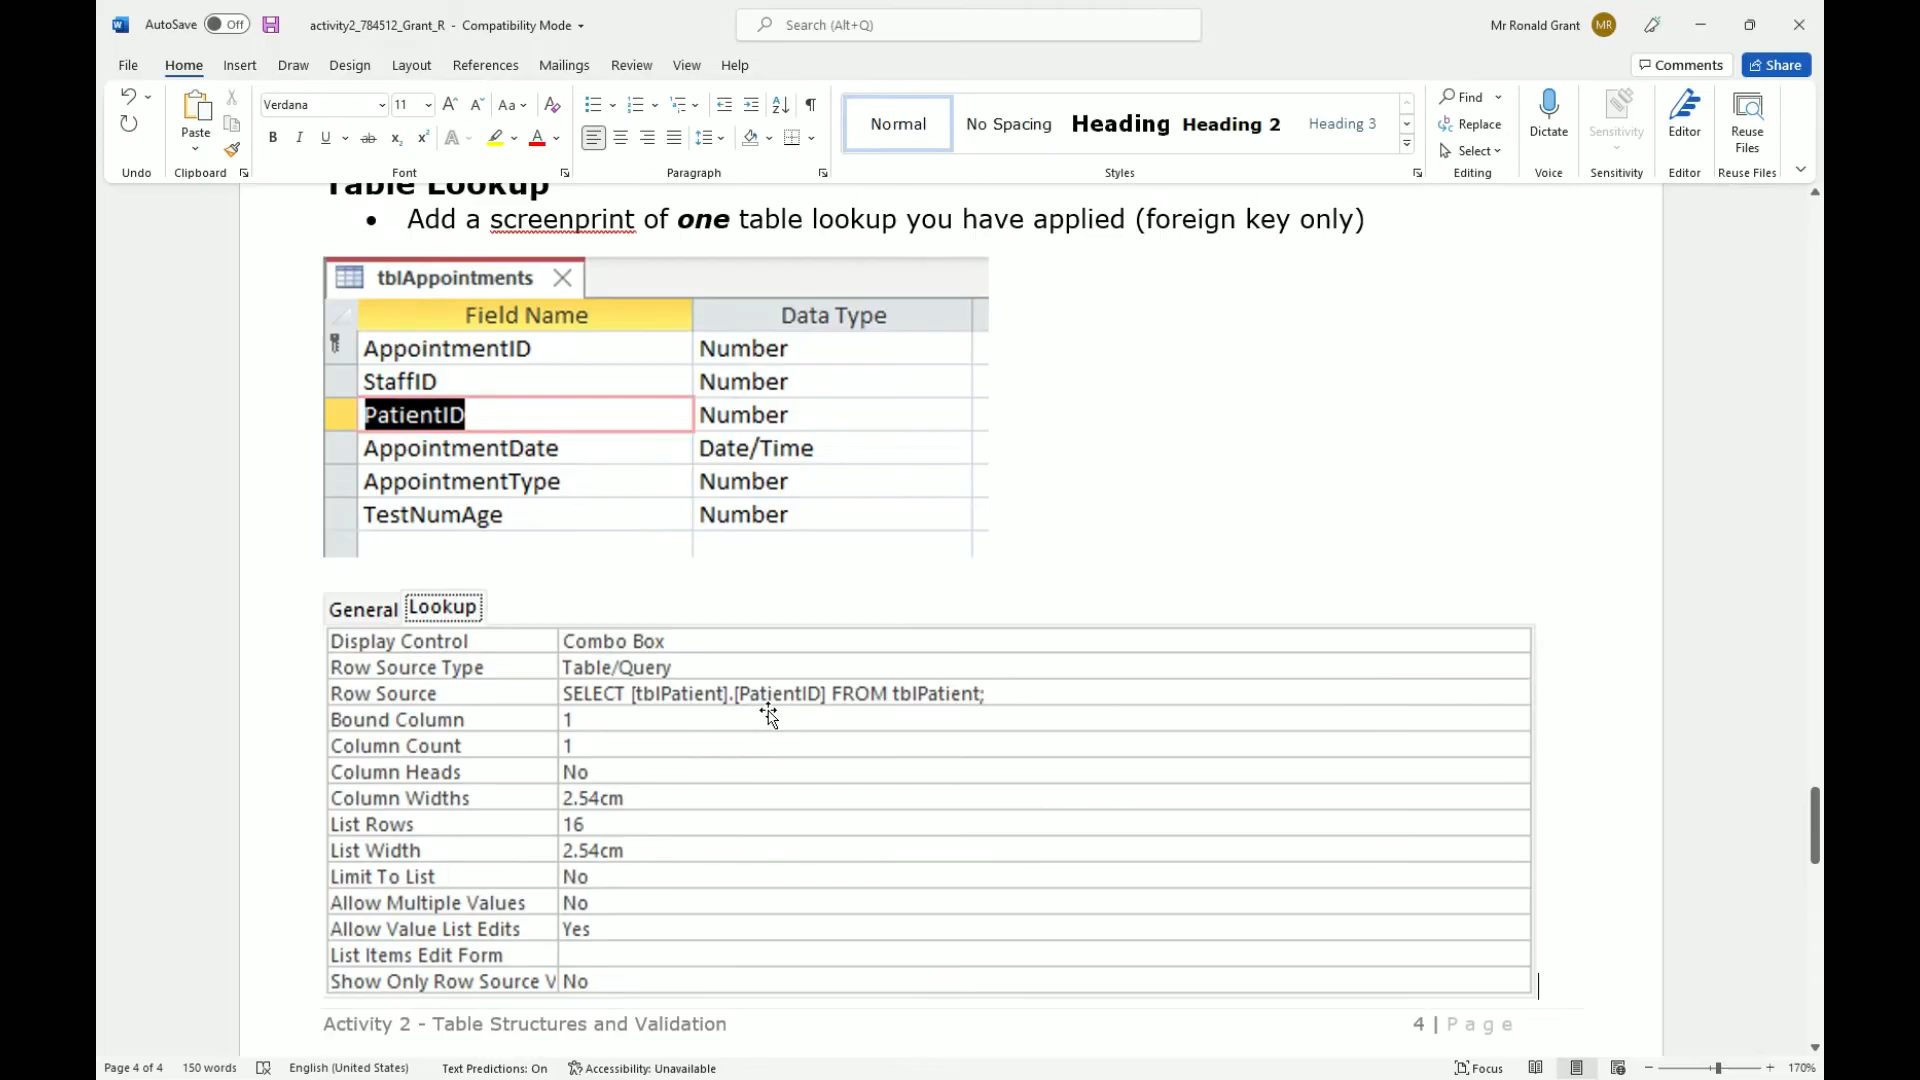 AutoSave Off activity2_784512_Grant_R - Compatibility Mode Search (Alt+Q) Mr Ronald Grant MR
File Home Insert Draw Design Layout References Mailings Review View Help Comments Share
Paste Verdana 11 Normal No Spacing Heading Heading 2 Heading 3 Find Replace Select Dictate Sensitivity Editor Reuse Files
Undo Clipboard Font Paragraph Styles Editing Voice Sensitivity Editor Reuse Files
Table Lookup
• Add a screenprint of one table lookup you have applied (foreign key only)
tblAppointments
Field Name Data Type
AppointmentID Number
StaffID Number
PatientID Number
AppointmentDate Date/Time
AppointmentType Number
TestNumAge Number
General Lookup
Display Control Combo Box
Row Source Type Table/Query
Row Source SELECT [tblPatient].[PatientID] FROM tblPatient;
Bound Column 1
Column Count 1
Column Heads No
Column Widths 2.54cm
List Rows 16
List Width 2.54cm
Limit To List No
Allow Multiple Values No
Allow Value List Edits Yes
List Items Edit Form
Show Only Row Source V No
Activity 2 - Table Structures and Validation 4 | Page
Page 4 of 4 150 words English (United States) Text Predictions: On Accessibility: Unavailable Focus 170%